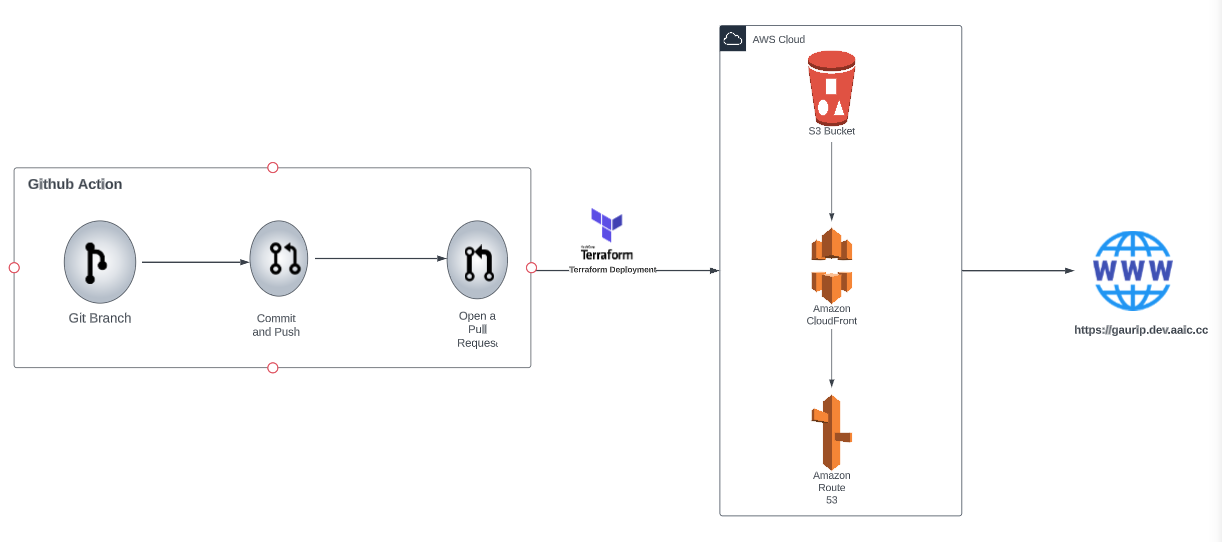 AWS Cloud
S3 Bucket
Github Action
Git Branch
Commit
and Push
Open a
Pull
Terraform
Terraform Deployment
Amazon
CloudFront
Amazon
Route
53
WWW
https://gaurip.dev.aaic.cc